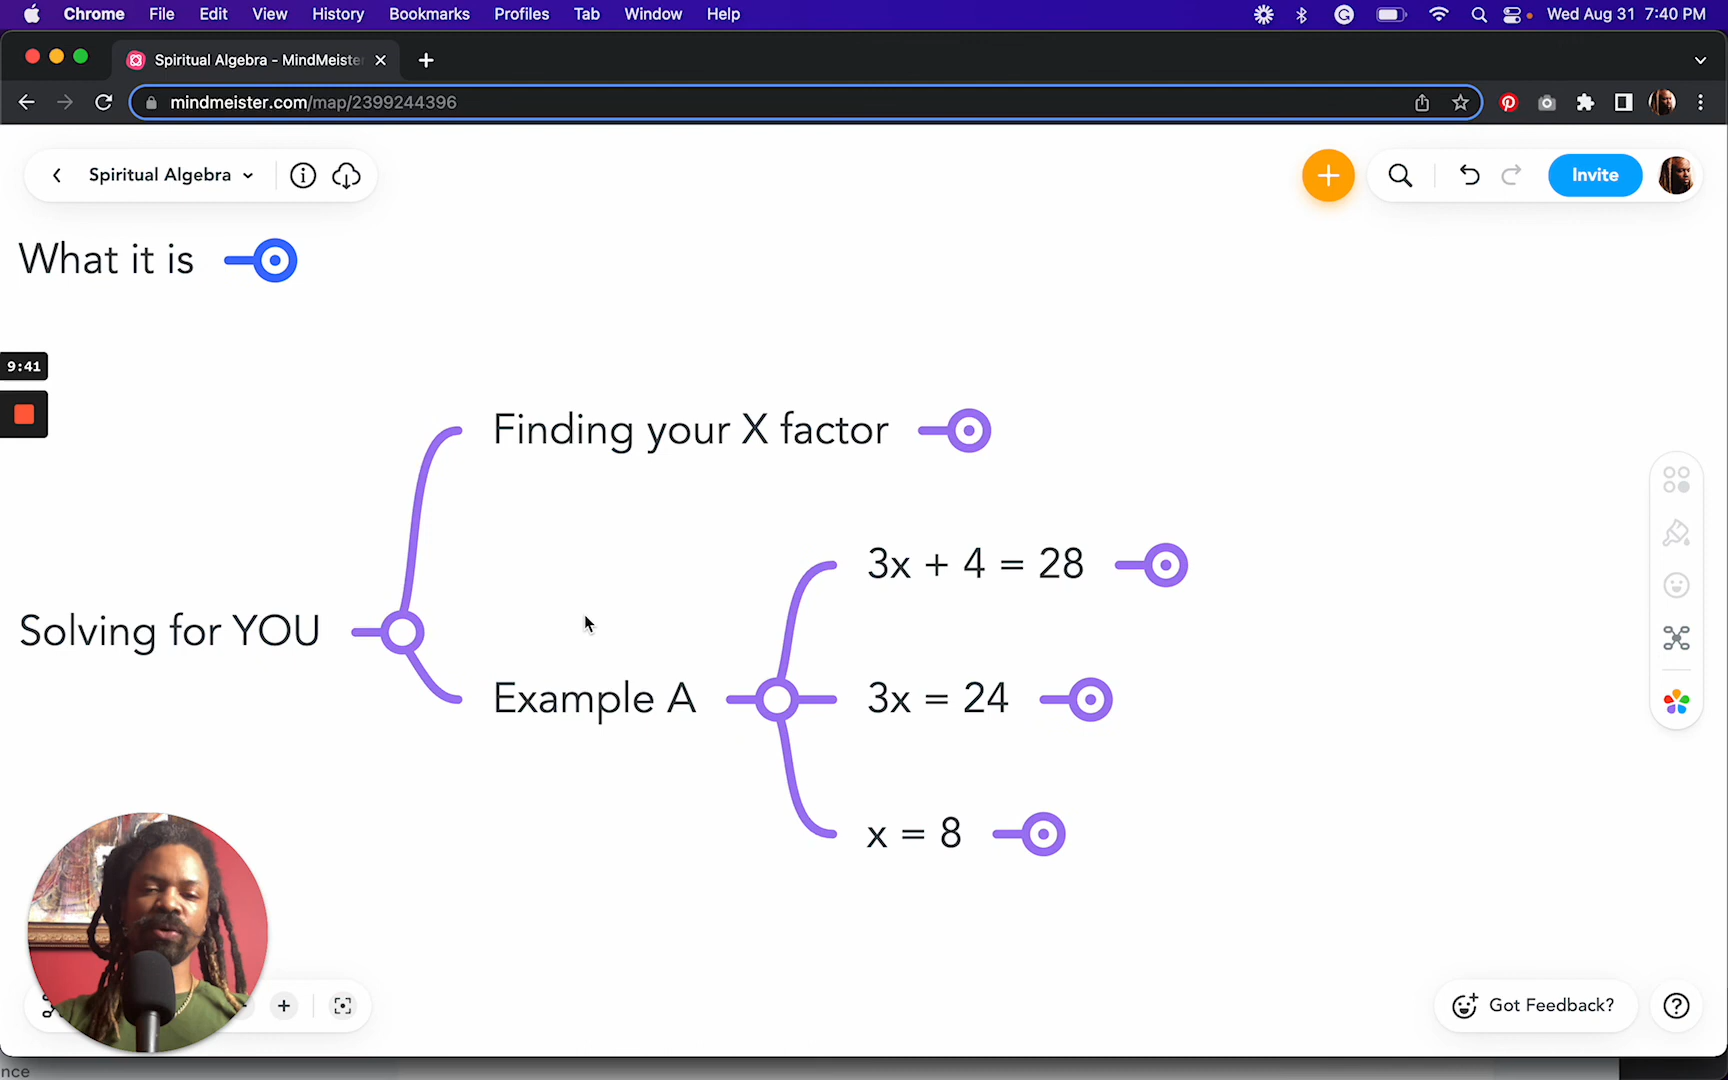 Chrome File Edit View History Bookmarks Profiles Tab Window Help Wed Aug 31 7:40 PM
Spiritual Algebra - MindMeister
mindmeister.com/map/2399244396
Spiritual Algebra Invite
What it is
9:41
Finding your X factor
3x + 4 = 28
Solving for YOU
Example A
3x = 24
x = 8
Got Feedback?
nce